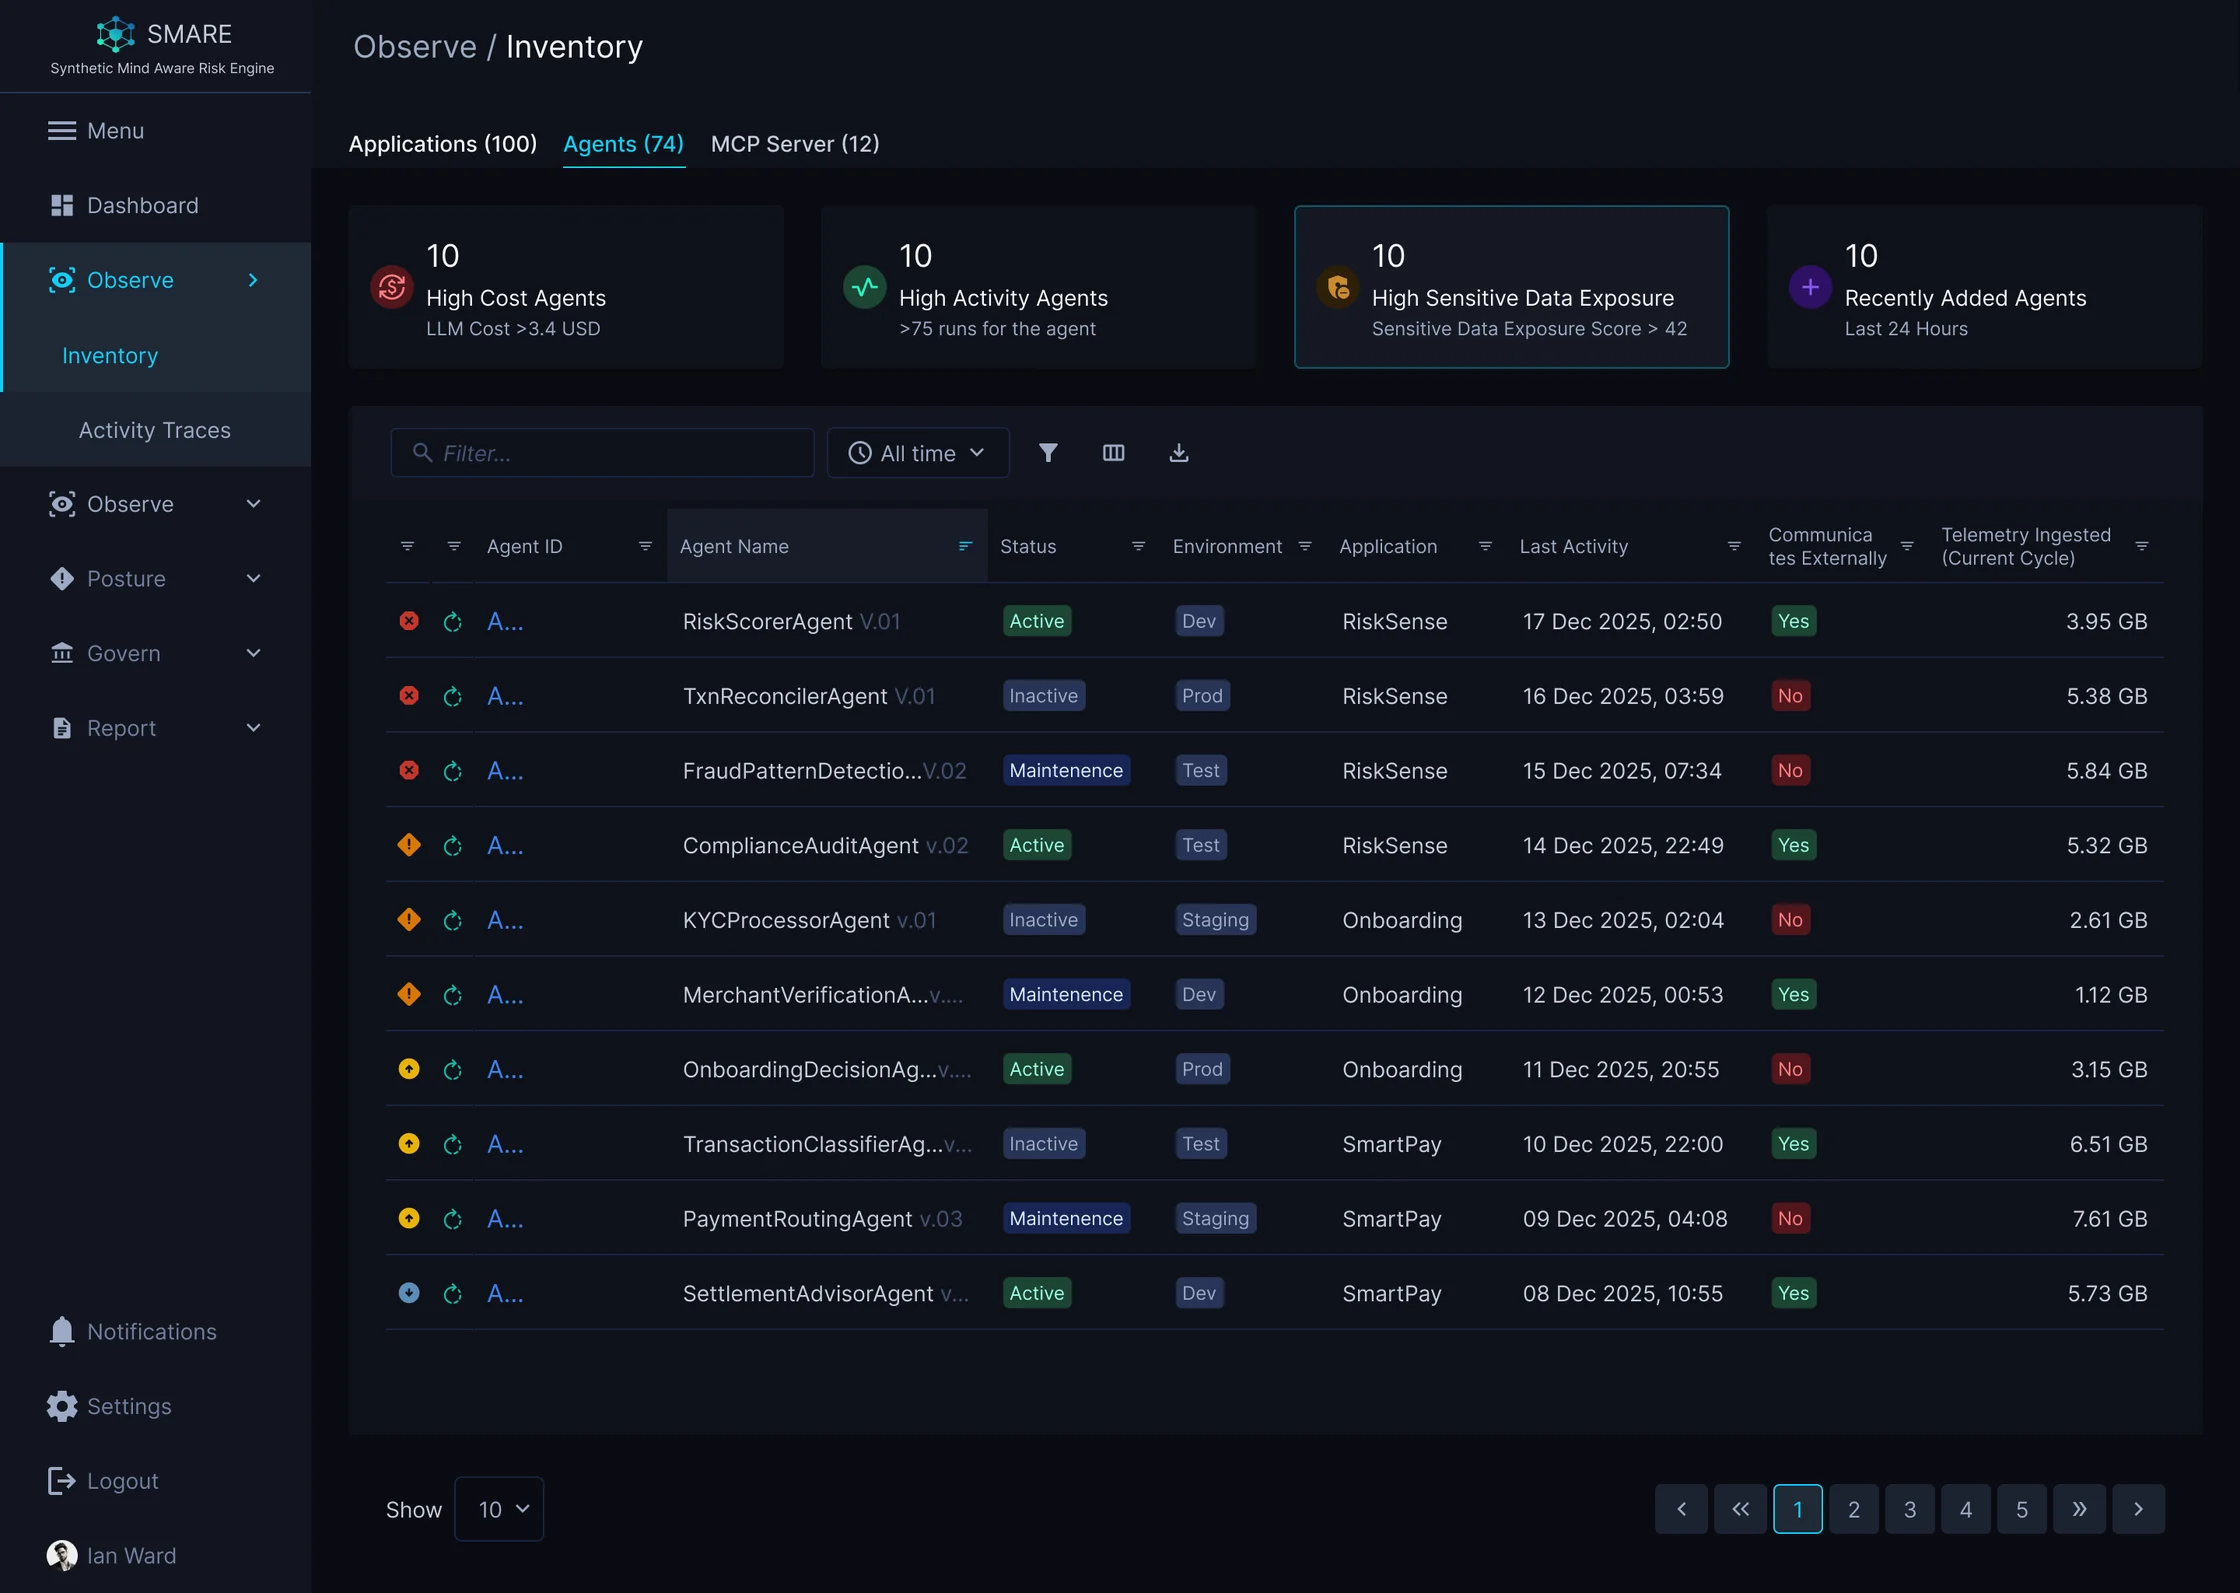 SMARE
Synthetic Mind Aware Risk Engine
Menu
Dashboard
Observe
Inventory
Activity Traces
Observe
Posture
Govern
Report
Notifications
Settings
Logout
Ian Ward
Observe / Inventory
Applications (100) Agents (74) MCP Server (12)
10
High Cost Agents
LLM Cost >3.4 USD
10
High Activity Agents
>75 runs for the agent
10
High Sensitive Data Exposure
Sensitive Data Exposure Score > 42
10
Recently Added Agents
Last 24 Hours
Filter... All time
Agent ID Agent Name Status Environment Application Last Activity Communica
tes Externally Telemetry Ingested
(Current Cycle)
A... RiskScorerAgent V.01 Active Dev RiskSense 17 Dec 2025, 02:50 Yes 3.95 GB
A... TxnReconcilerAgent V.01 Inactive Prod RiskSense 16 Dec 2025, 03:59 No 5.38 GB
A... FraudPatternDetectio...V.02 Maintenence Test RiskSense 15 Dec 2025, 07:34 No 5.84 GB
A... ComplianceAuditAgent v.02 Active Test RiskSense 14 Dec 2025, 22:49 Yes 5.32 GB
A... KYCProcessorAgent v.01 Inactive Staging Onboarding 13 Dec 2025, 02:04 No 2.61 GB
A... MerchantVerificationA...v.... Maintenence Dev Onboarding 12 Dec 2025, 00:53 Yes 1.12 GB
A... OnboardingDecisionAg...v.... Active Prod Onboarding 11 Dec 2025, 20:55 No 3.15 GB
A... TransactionClassifierAg...v... Inactive Test SmartPay 10 Dec 2025, 22:00 Yes 6.51 GB
A... PaymentRoutingAgent v.03 Maintenence Staging SmartPay 09 Dec 2025, 04:08 No 7.61 GB
A... SettlementAdvisorAgent v... Active Dev SmartPay 08 Dec 2025, 10:55 Yes 5.73 GB
Show 10
1 2 3 4 5